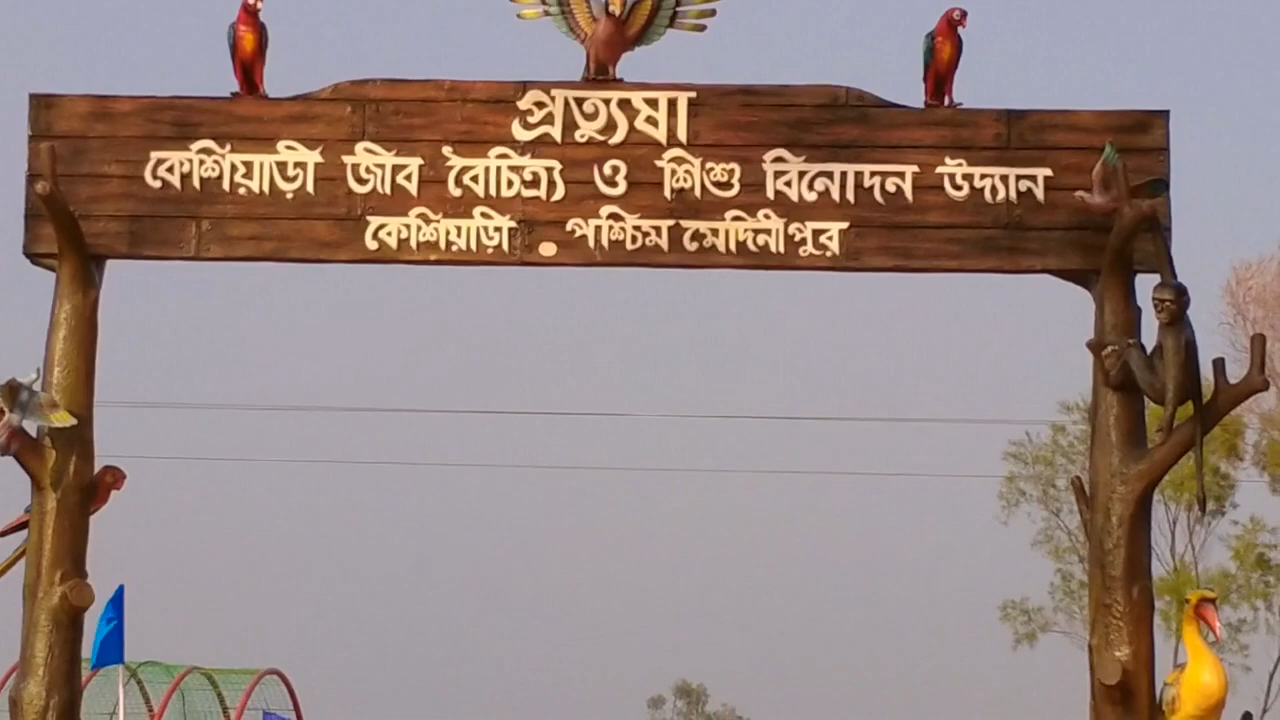 প্রত্যুষা
কেশিয়াড়ী জীব বৈচিত্র্য ও শিশু বিনোদন উদ্যান
কেশিয়াড়ী . পশ্চিম মেদিনীপুর